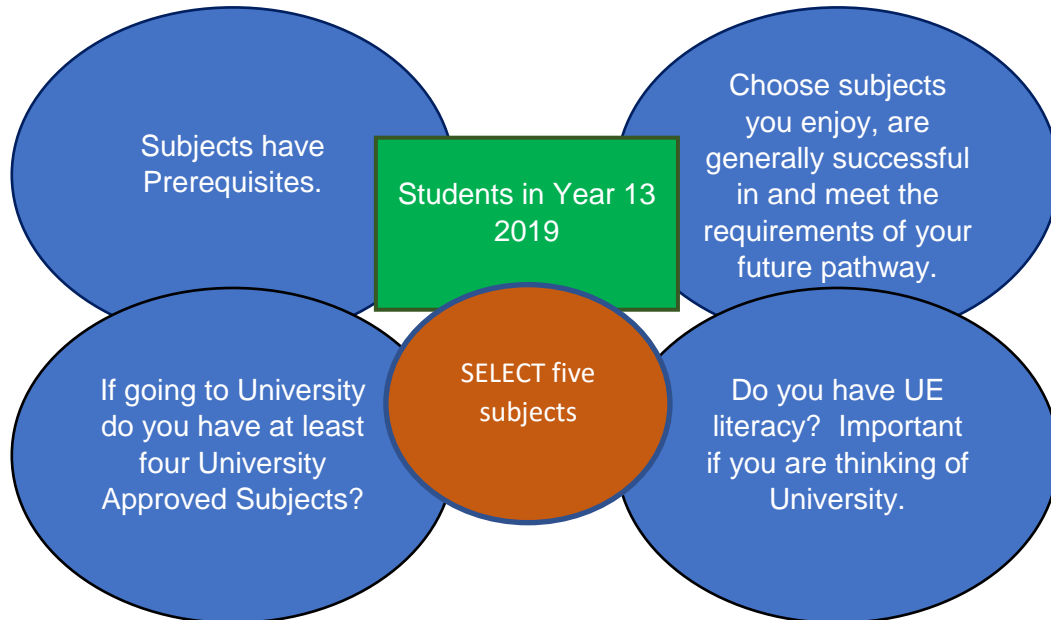 Subjects have
Prerequisites.
Students in Year 13
2019
Choose subjects
you enjoy, are
generally successful
in and meet the
requirements of your
future pathway.
If going to University
do you have at least
four University
Approved Subjects?
SELECT five
subjects
Do you have UE
literacy?  Important
if you are thinking of
University.